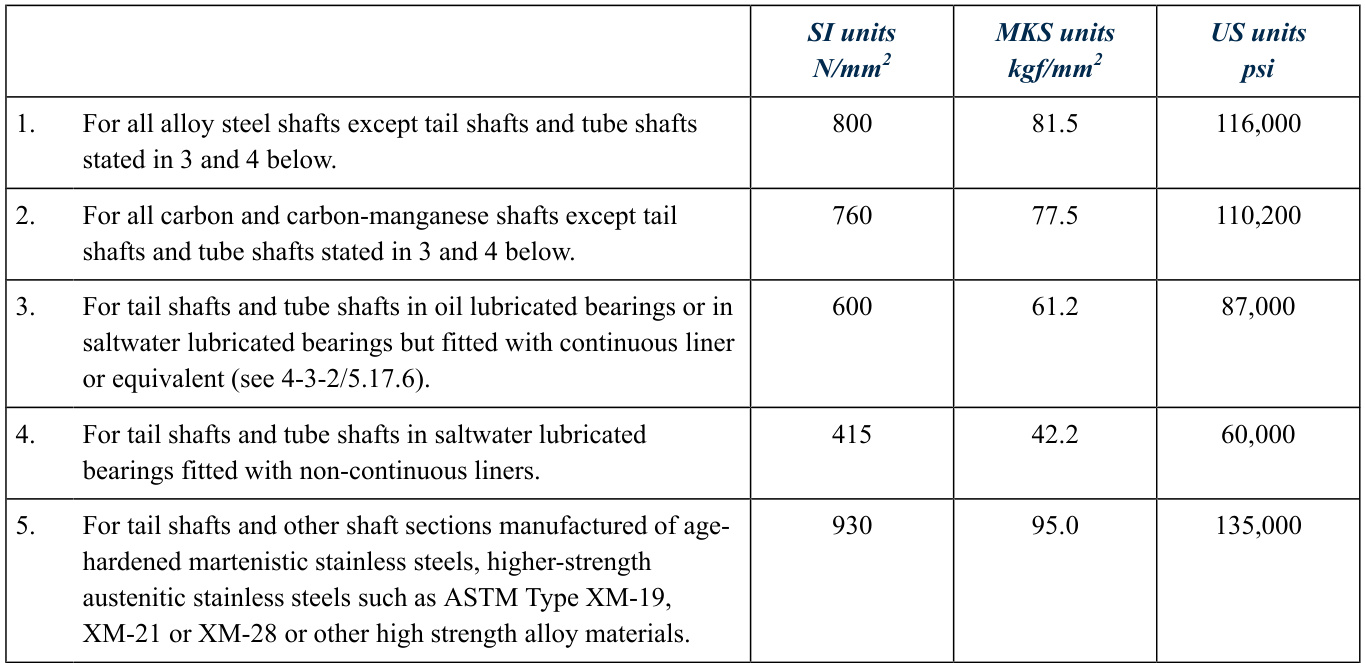 SI units MKS units US units
N/mm² kgf/mm² psi
1. For all alloy steel shafts except tail shafts and tube shafts 800 81.5 116,000
stated in 3 and 4 below.
2. For all carbon and carbon-manganese shafts except tail 760 77.5 110,200
shafts and tube shafts stated in 3 and 4 below.
3. For tail shafts and tube shafts in oil lubricated bearings or in 600 61.2 87,000
saltwater lubricated bearings but fitted with continuous liner
or equivalent (see 4-3-2/5.17.6).
4. For tail shafts and tube shafts in saltwater lubricated 415 42.2 60,000
bearings fitted with non-continuous liners.
5. For tail shafts and other shaft sections manufactured of age- 930 95.0 135,000
hardened martenistic stainless steels, higher-strength
austenitic stainless steels such as ASTM Type XM-19,
XM-21 or XM-28 or other high strength alloy materials.